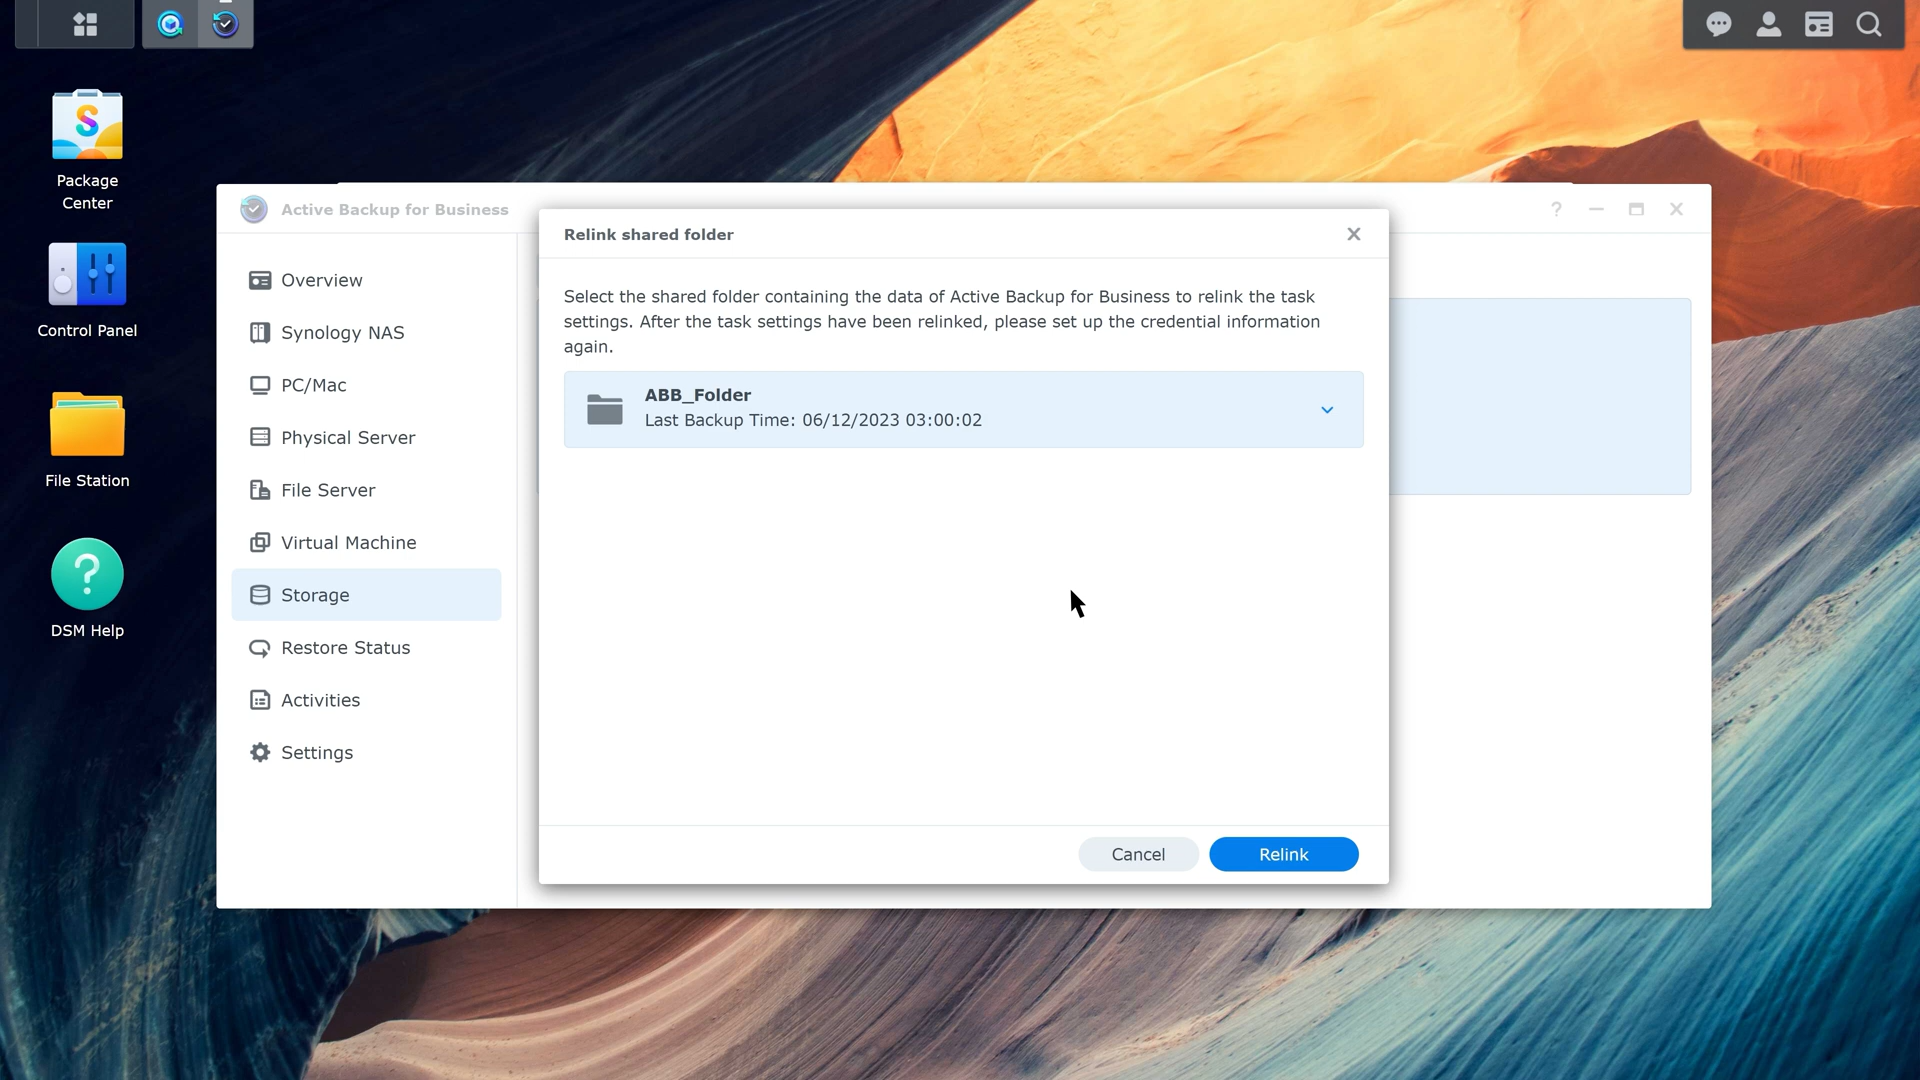 Package
Center
Control Panel
File Station
DSM Help
Active Backup for Business
Overview
Synology NAS
PC/Mac
Physical Server
File Server
Virtual Machine
Storage
Restore Status
Activities
Settings
Relink shared folder
Select the shared folder containing the data of Active Backup for Business to relink the task
settings. After the task settings have been relinked, please set up the credential information
again.
ABB_Folder
Last Backup Time: 06/12/2023 03:00:02
Cancel
Relink